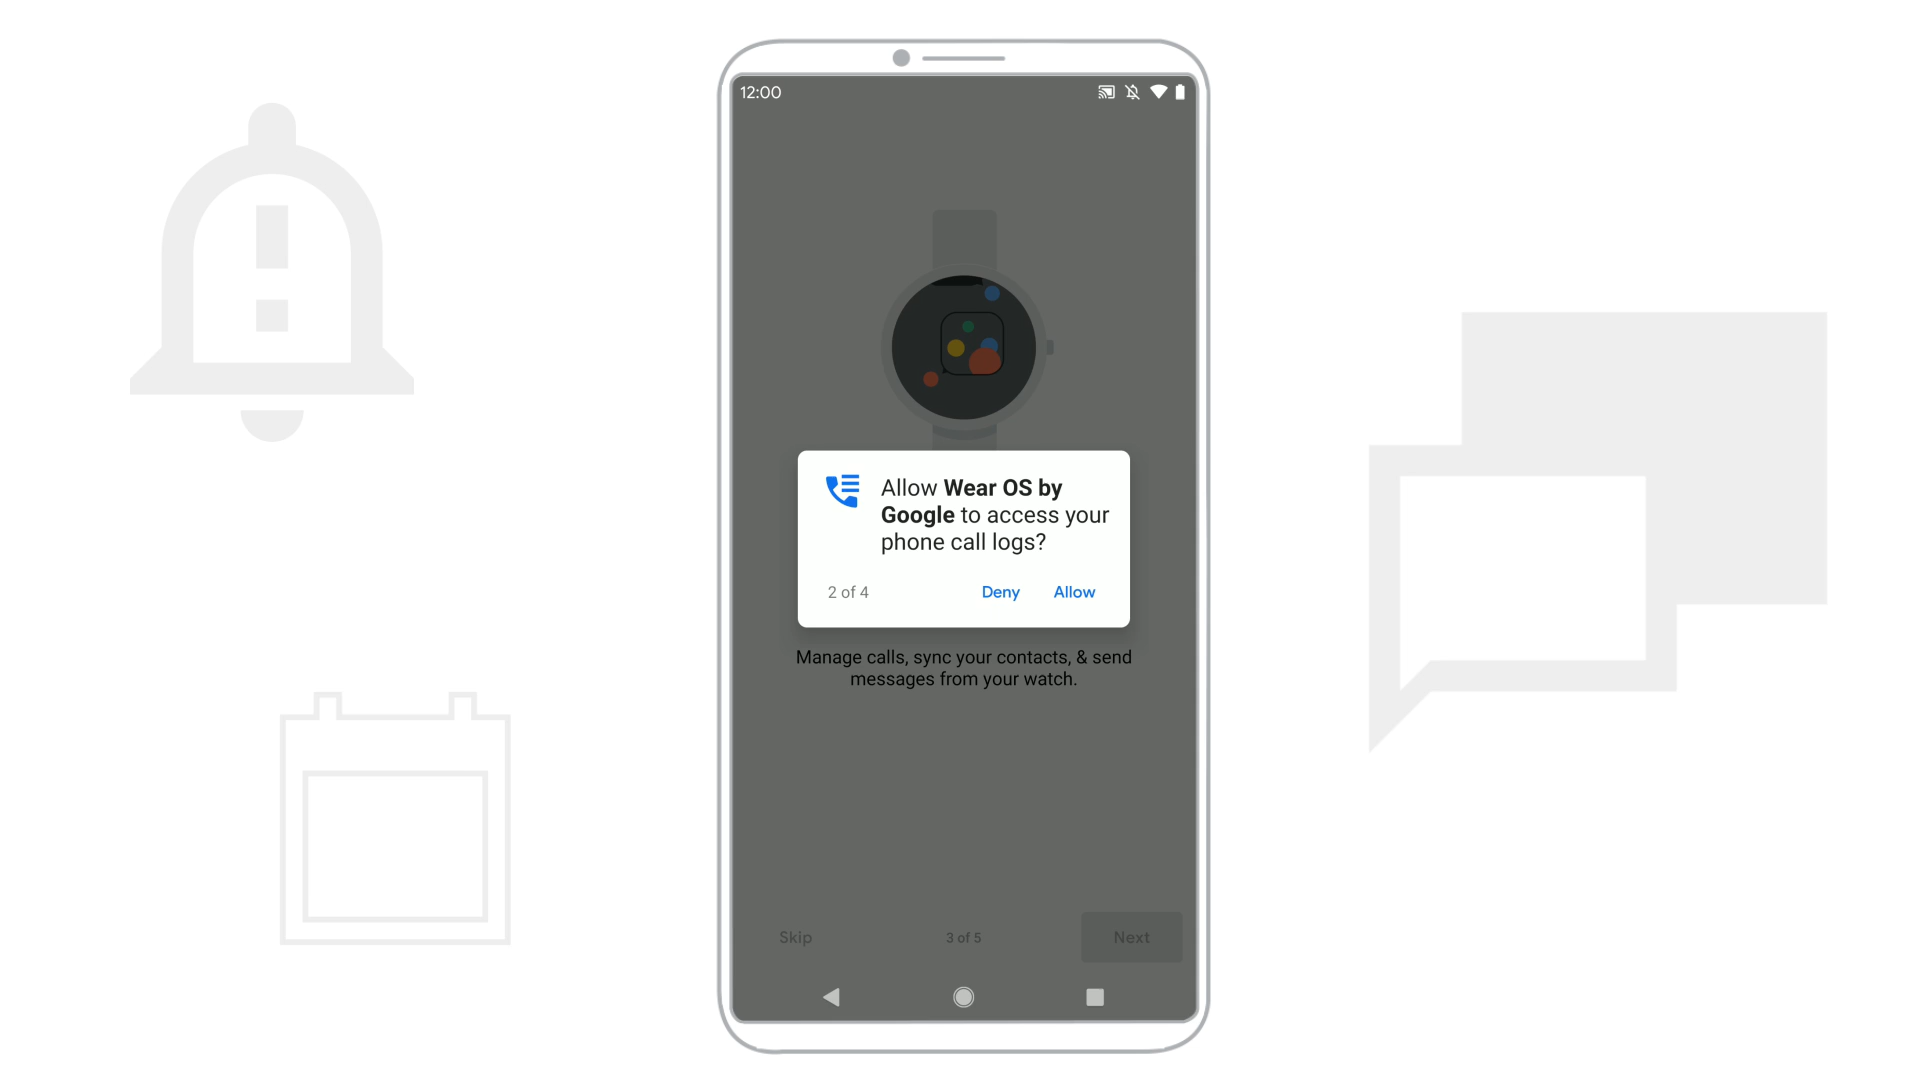 12:00
Allow Wear OS by
Google to access your
phone call logs?
2 of 4
Deny
Allow
Manage calls, sync your contacts, & send
messages from your watch.
Skip
3 of 5
Next